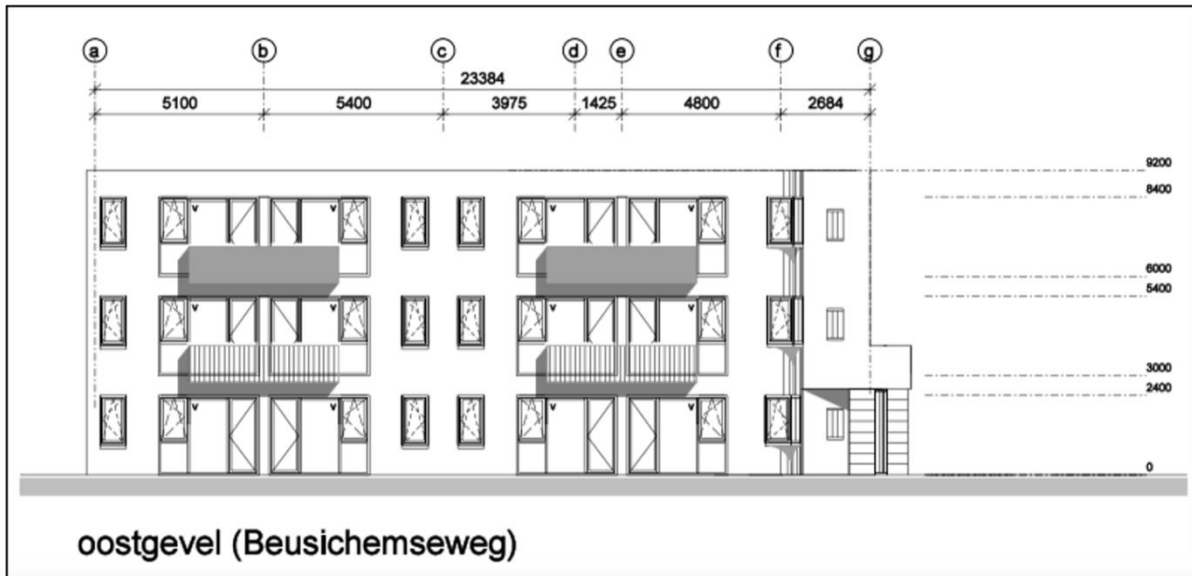 a b c d e f g
23384
5100 5400 3975 1425 4800 2684
9200
8400
v v v v
6000
5400
v v v v
3000
2400
v v v v
0
oostgevel (Beusichemseweg)